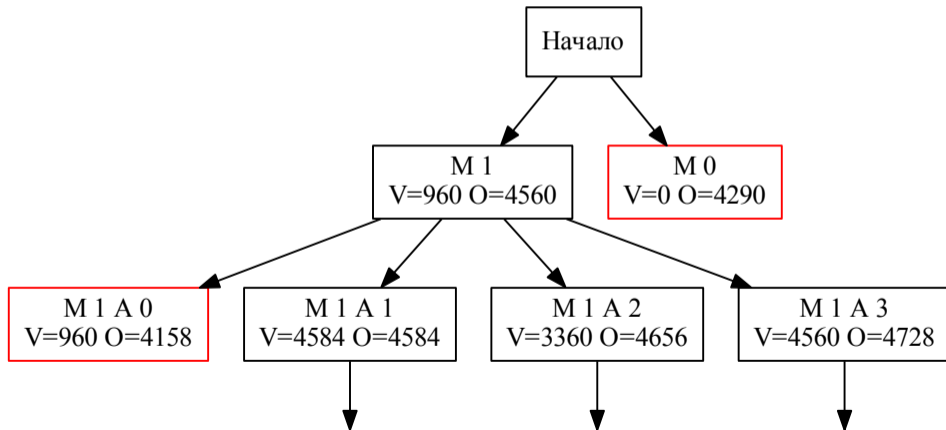 Начало
М 1
V=960 O=4560
М 0
V=0 O=4290
М 1 А 0
V=960 O=4158
М 1 А 1
V=4584 O=4584
М 1 А 2
V=3360 O=4656
М 1 А 3
V=4560 O=4728